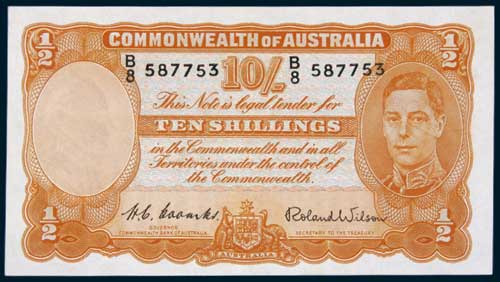 1/2 COMMONWEALTH OF AUSTRALIA 1/2
B/8 587753 10/- B/8 587753
This Note is legal tender for
TEN SHILLINGS
in the Commonwealth and in all
Territories under the control of
the Commonwealth.
1/2 1/2
H.C. Coombs. Roland Wilson
GOVERNOR SECRETARY TO THE TREASURY
COMMONWEALTH BANK OF AUSTRALIA
AUSTRALIA